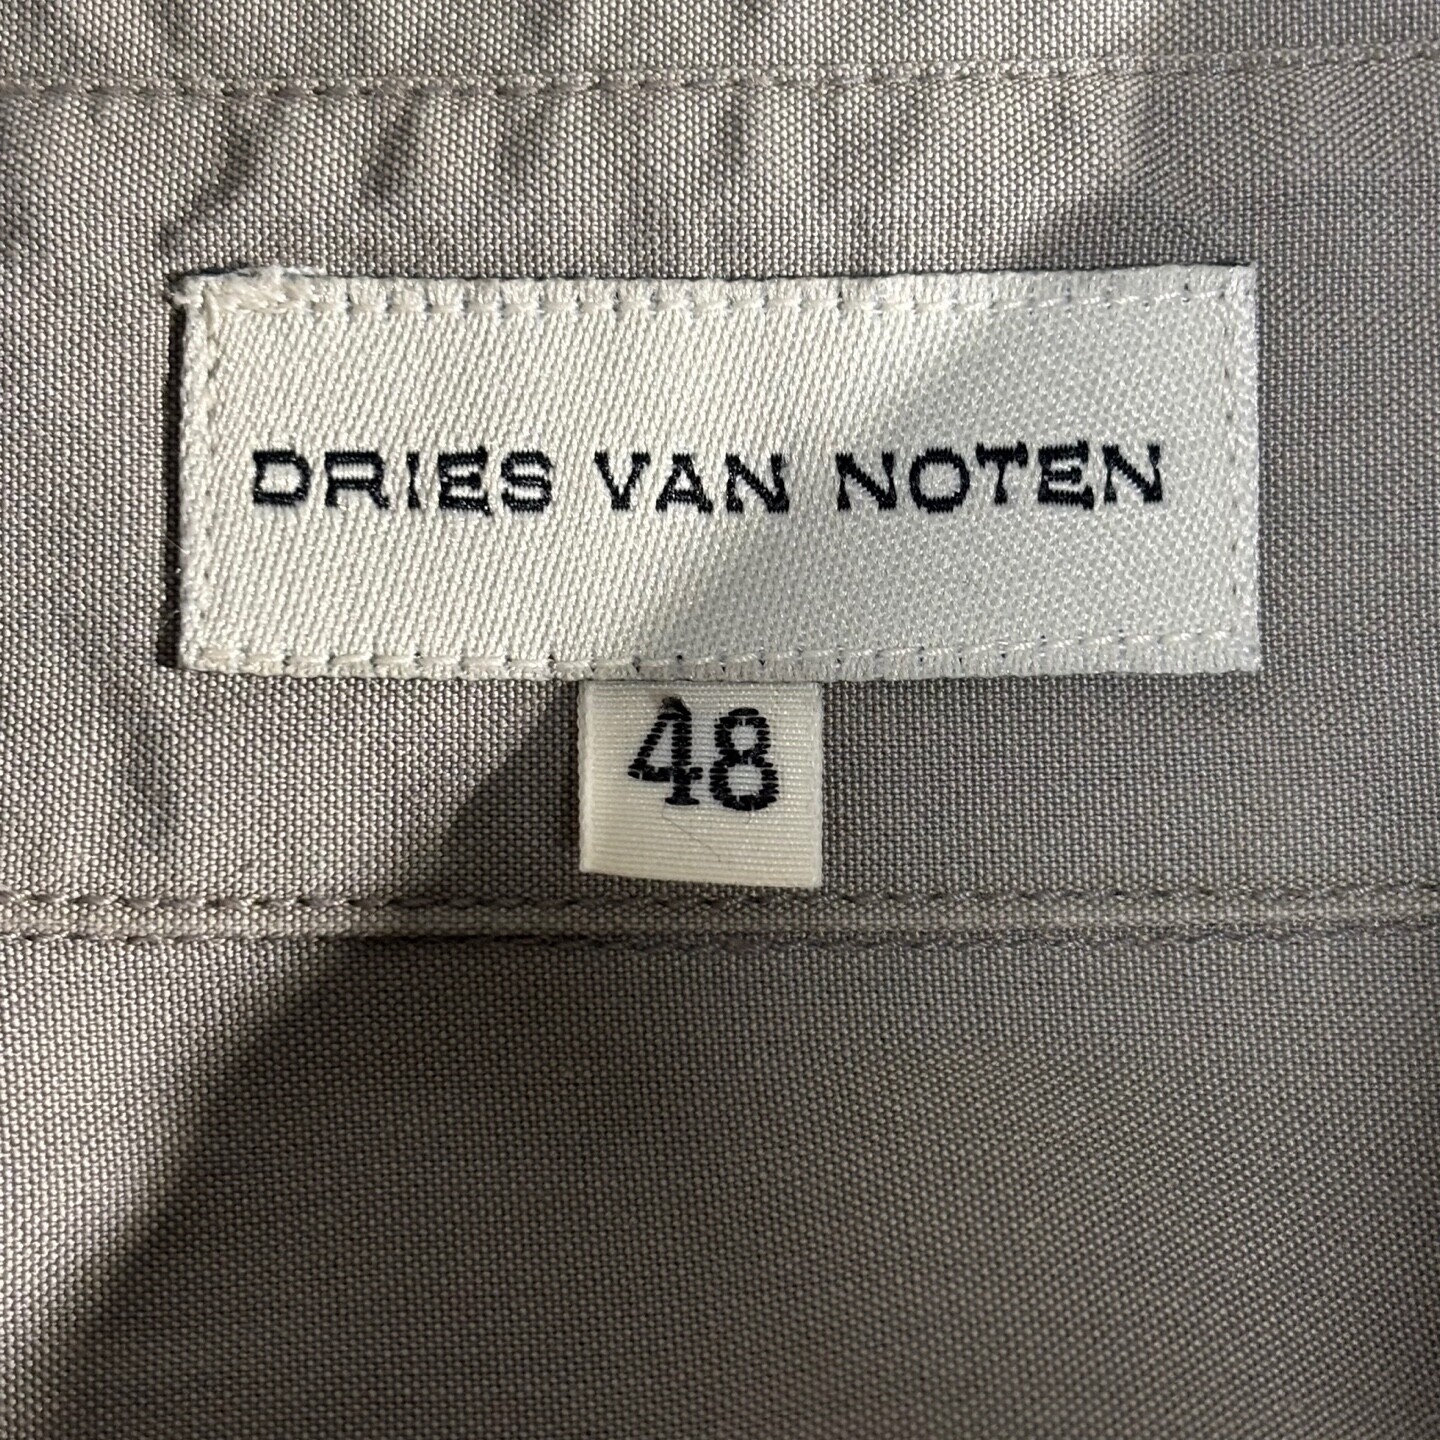 DRIES VAN NOTEN
48